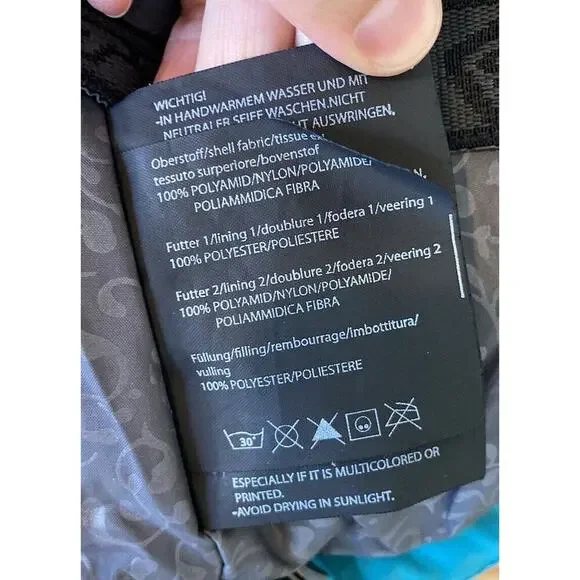 WICHTIG!
-IN HANDWARMEM WASSER UND MIT
NEUTRALER SEIFE WASCHEN.NICHT
AUSWRINGEN.
Oberstoff/shell fabric/tissue
tessuto surperiore/bovenstof
100% POLYAMID/NYLON/POLYAMIDE/
POLIAMMIDICA FIBRA
Futter 1/lining 1/doublure 1/fodera 1/veering 1
100% POLYESTER/POLIESTERE
Futter 2/lining 2/doublure 2/fodera 2/veering 2
100% POLYAMID/NYLON/POLYAMIDE/
POLIAMMIDICA FIBRA
Füllung/filling/rembourrage/imbottitura/
vulling
100% POLYESTER/POLIESTERE
30°
ESPECIALLY IF IT IS MULTICOLORED OR
PRINTED.
-AVOID DRYING IN SUNLIGHT.